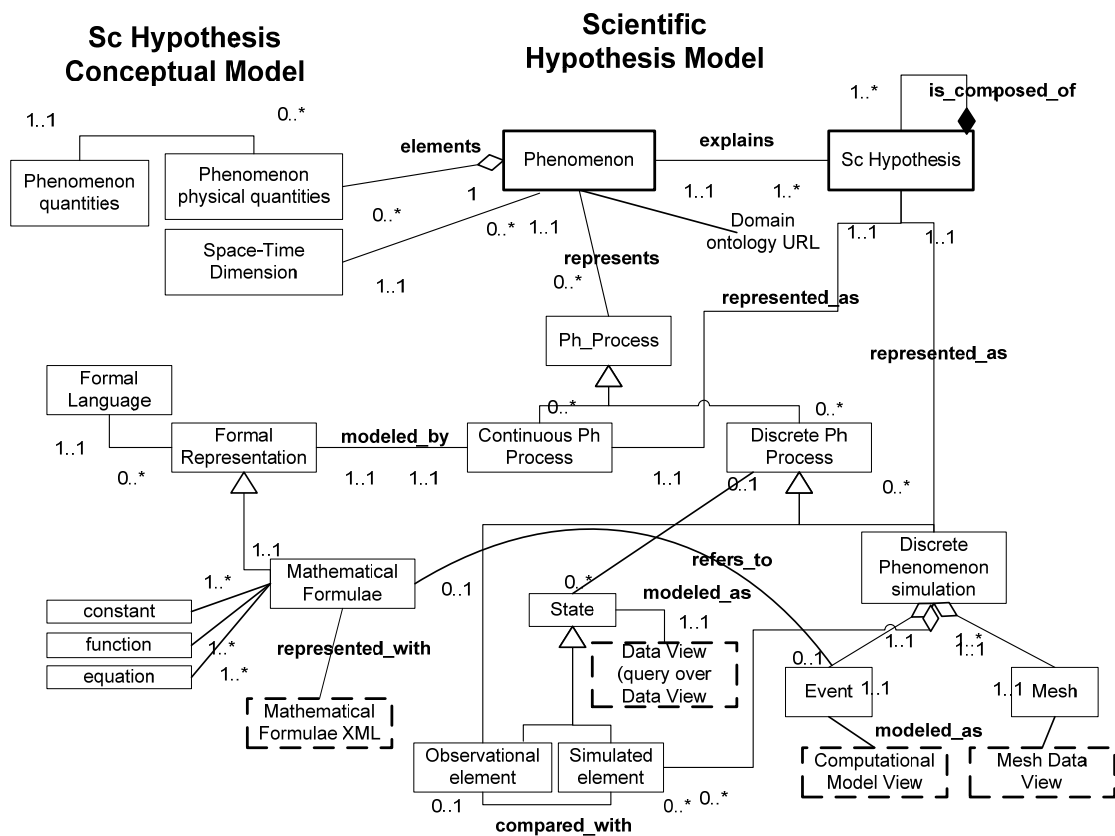 Sc Hypothesis
Conceptual Model
Scientific
Hypothesis Model
1..*
is_composed_of
1..1
0..*
elements
Phenomenon
explains
Sc Hypothesis
Phenomenon
quantities
Phenomenon
physical quantities
1
1..1
1..*
0..*
0..*
1..1
Domain
ontology URL
1..1
1..1
Space-Time
Dimension
1..1
represents
0..*
represented_as
Ph_Process
represented_as
Formal
Language
0..*
0..*
1..1
Formal
Representation
modeled_by
Continuous Ph
Process
Discrete Ph
Process
0..*
1..1
1..1
1..1
0..1
0..*
1..1
Discrete
Phenomenon
simulation
refers_to
Mathematical
Formulae
1..*
0..1
0..*
modeled_as
constant
State
1..1
function
1..*
represented_with
1..1
1..*
1..1
equation
1..*
Data View
(query over
Data View
0..1
Event
1..1
1..1
Mesh
Mathematical
Formulae XML
modeled_as
Observational
element
Simulated
element
Computational
Model View
Mesh Data
View
0..1
0..*
0..*
compared_with